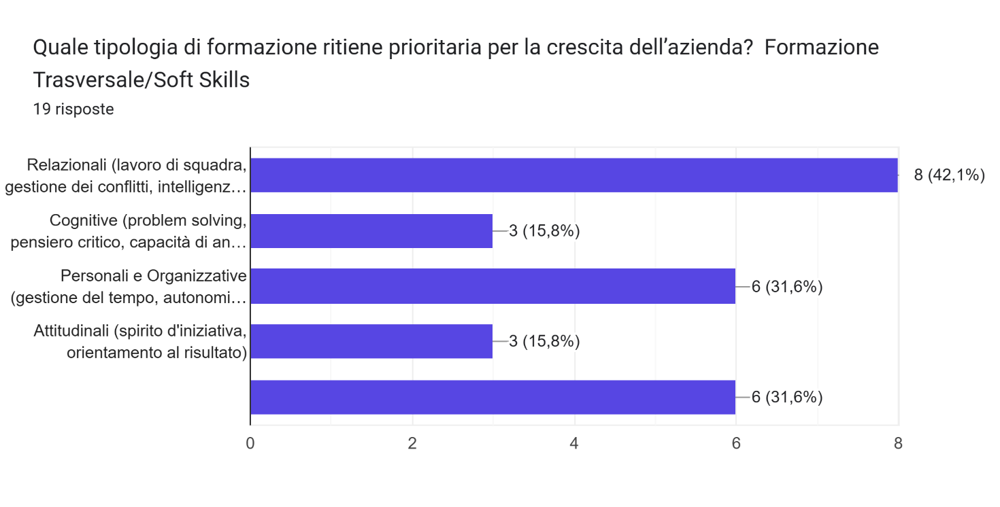 Quale tipologia di formazione ritiene prioritaria per la crescita dell’azienda?  Formazione
Trasversale/Soft Skills
19 risposte
Relazionali (lavoro di squadra,
gestione dei conflitti, intelligenz…
8 (42,1%)
Cognitive (problem solving,
pensiero critico, capacità di an…
3 (15,8%)
Personali e Organizzative
(gestione del tempo, autonomi…
6 (31,6%)
Attitudinali (spirito d'iniziativa,
orientamento al risultato)
3 (15,8%)
6 (31,6%)
0 2 4 6 8